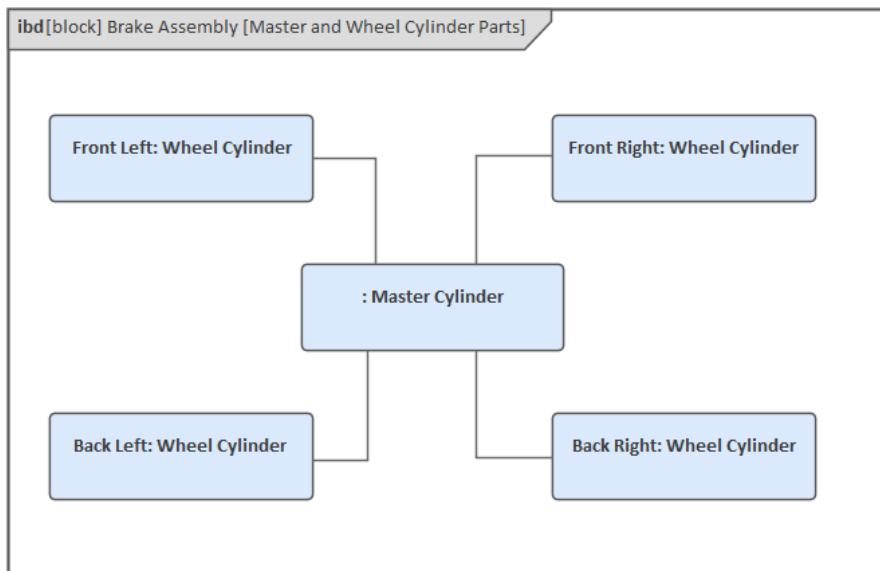 ibd[block] Brake Assembly [Master and Wheel Cylinder Parts]
Front Left: Wheel Cylinder
Front Right: Wheel Cylinder
: Master Cylinder
Back Left: Wheel Cylinder
Back Right: Wheel Cylinder